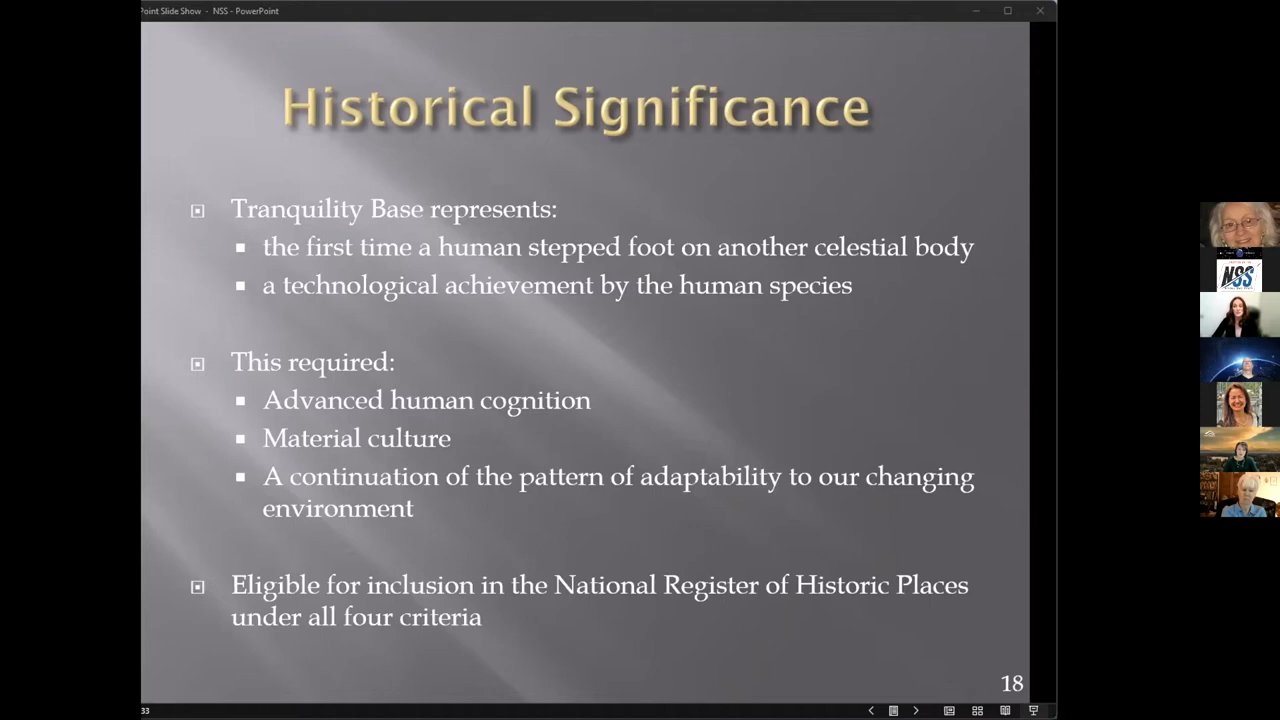 Point Slide Show - NSS - PowerPoint
Historical Significance
Tranquility Base represents:
the first time a human stepped foot on another celestial body
a technological achievement by the human species
This required:
Advanced human cognition
Material culture
A continuation of the pattern of adaptability to our changing
environment
Eligible for inclusion in the National Register of Historic Places
under all four criteria
18
33
NSS